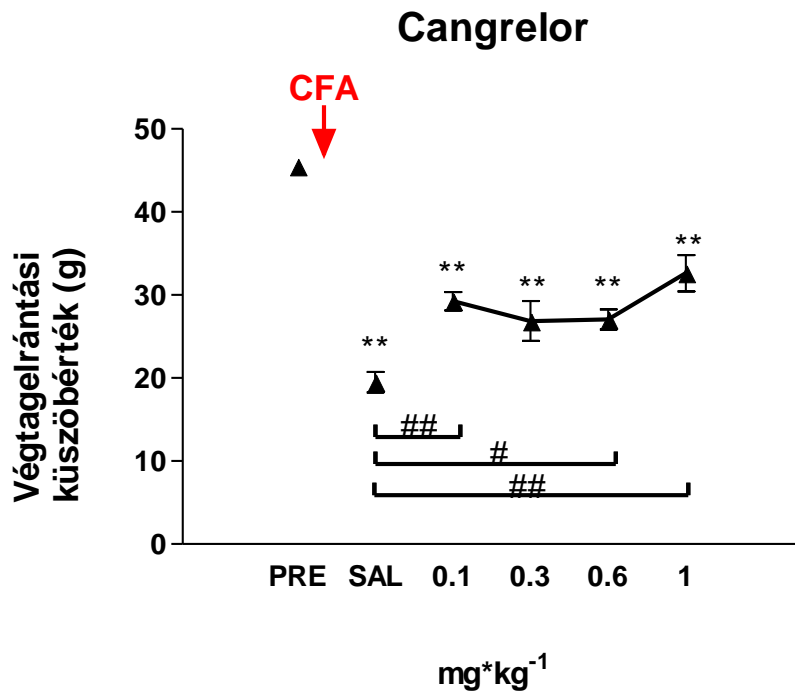 Cangrelor
CFA
50
40
30
20
10
0
Végtagelrántási
küszöbérték (g)
**
**
**
**
**
##
#
##
PRE SAL 0.1 0.3 0.6 1
mg*kg⁻¹